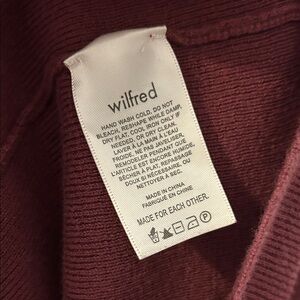 wilfred
HAND WASH COLD, DO NOT
BLEACH, RESHAPE WHILE DAMP,
DRY FLAT, COOL IRON ONLY IF
NEEDED, OR DRY CLEAN.
LAVER À LA MAIN À L'EAU
FROIDE. NE PAS JAVELISER,
REMODELER PENDANT QUE
L'ARTICLE EST ENCORE HUMIDE,
SÉCHER À PLAT, REPASSAGE
DOUX SI NÉCESSAIRE OU
NETTOYER À SEC.
MADE IN CHINA
FABRIQUÉ EN CHINE
MADE FOR EACH OTHER.
P